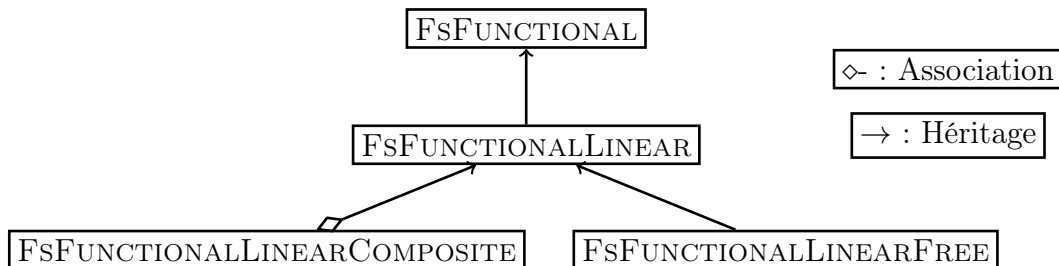 FSFUNCTIONAL
◇- : Association
FSFUNCTIONALLINEAR
→ : Héritage
FSFUNCTIONALLINEARCOMPOSITE
FSFUNCTIONALLINEARFREE